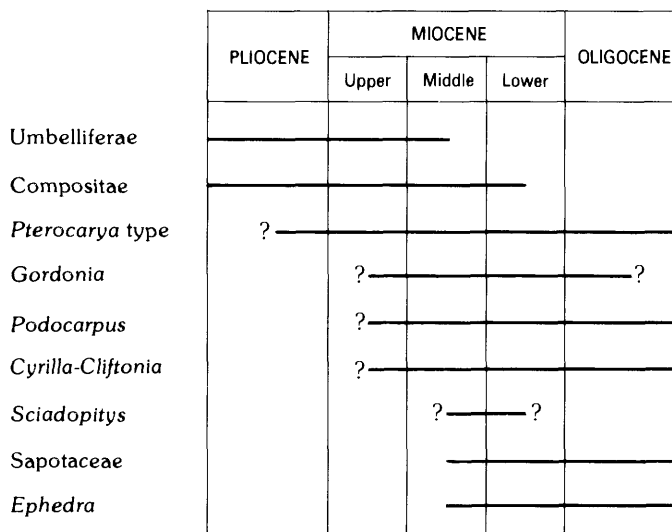 PLIOCENE MIOCENE OLIGOCENE
Upper Middle Lower
Umbelliferae
Compositae
Pterocarya type ?
Gordonia ? ?
Podocarpus ?
Cyrilla-Cliftonia ?
Sciadopitys ? ?
Sapotaceae
Ephedra